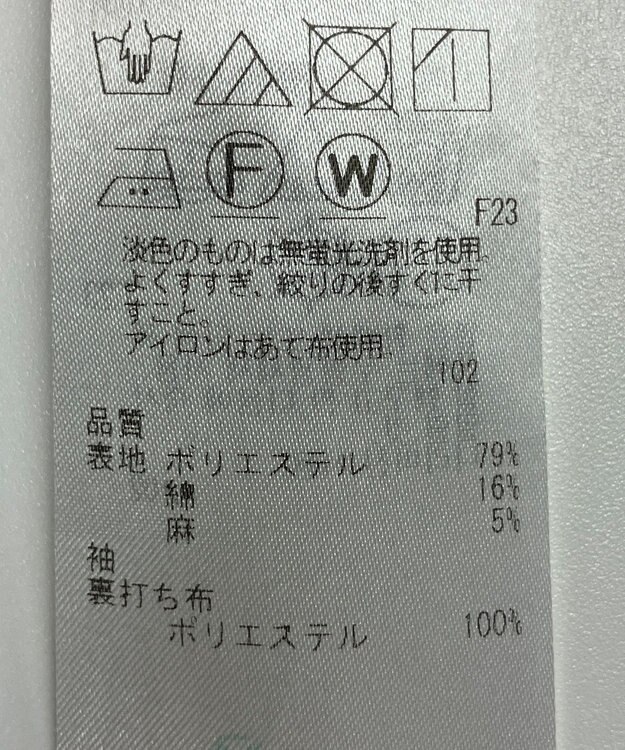 F W
F23
淡色のものは無蛍光洗剤を使用。
よくすすぎ、絞りの後すぐに干
すこと。
アイロンはあて布使用。
102
品質
表地 ポリエステル 79%
綿 16%
麻 5%
袖
裏打ち布
ポリエステル 100%